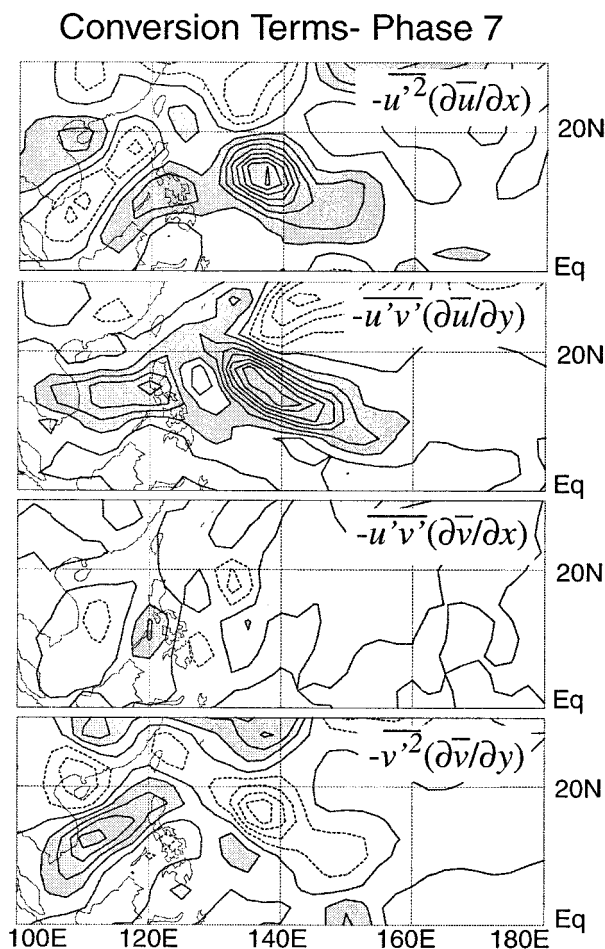 Conversion Terms- Phase 7
-u'²(∂u̅/∂x)
20N
Eq
-u'v'(∂u̅/∂y)
20N
Eq
-u'v'(∂v̅/∂x)
20N
Eq
-v'²(∂v̅/∂y)
20N
Eq
100E 120E 140E 160E 180E